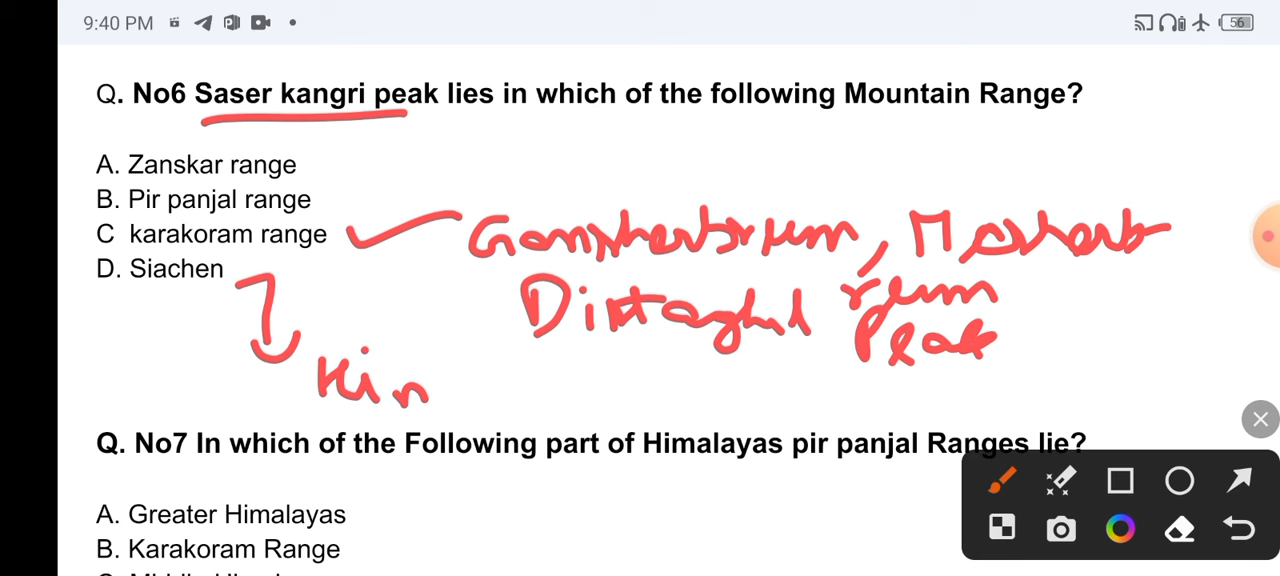 9:40 PM
56
Q. No6 Saser kangri peak lies in which of the following Mountain Range?
A. Zanskar range
B. Pir panjal range
C karakoram range
D. Siachen
Distaghil
Peak
Q. No7 In which of the Following part of Himalayas pir panjal Ranges lie?
A. Greater Himalayas
B. Karakoram Range